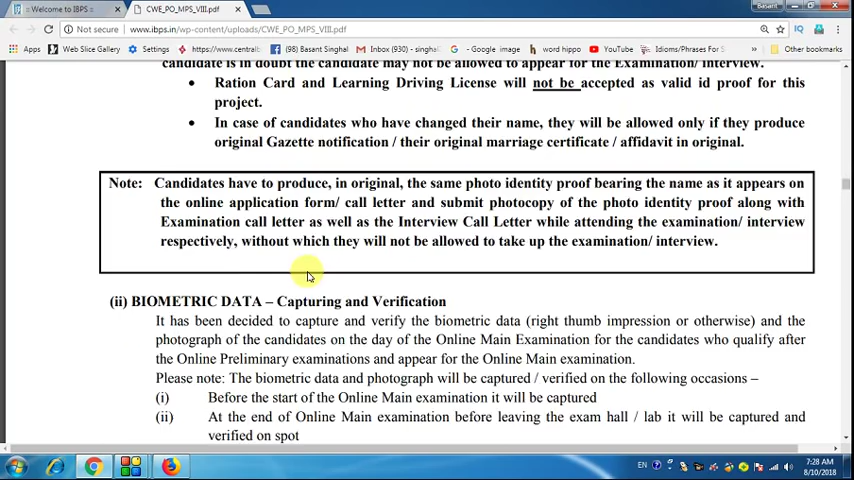 :: Welcome to IBPS ::
CWE_PO_MPS_VIII.pdf
Basant
Not secure
www.ibps.in/wp-content/uploads/CWE_PO_MPS_VIII.pdf
Apps
Web Slice Gallery
Settings
https://www.centralb
(98) Basant Singhal
Inbox (930) - singha
- Google image
word hippo
YouTube
Idioms/Phrases For S
Other bookmarks
candidate is in doubt the candidate may not be allowed to appear for the Examination/interview.
• Ration Card and Learning Driving License will not be accepted as valid id proof for this
project.
• In case of candidates who have changed their name, they will be allowed only if they produce
original Gazette notification / their original marriage certificate / affidavit in original.
Note: Candidates have to produce, in original, the same photo identity proof bearing the name as it appears on
the online application form/ call letter and submit photocopy of the photo identity proof along with
Examination call letter as well as the Interview Call Letter while attending the examination/ interview
respectively, without which they will not be allowed to take up the examination/ interview.
(ii) BIOMETRIC DATA – Capturing and Verification
It has been decided to capture and verify the biometric data (right thumb impression or otherwise) and the
photograph of the candidates on the day of the Online Main Examination for the candidates who qualify after
the Online Preliminary examinations and appear for the Online Main examination.
Please note: The biometric data and photograph will be captured / verified on the following occasions –
(i) Before the start of the Online Main examination it will be captured
(ii) At the end of Online Main examination before leaving the exam hall / lab it will be captured and
verified on spot
EN
7:28 AM
8/10/2018